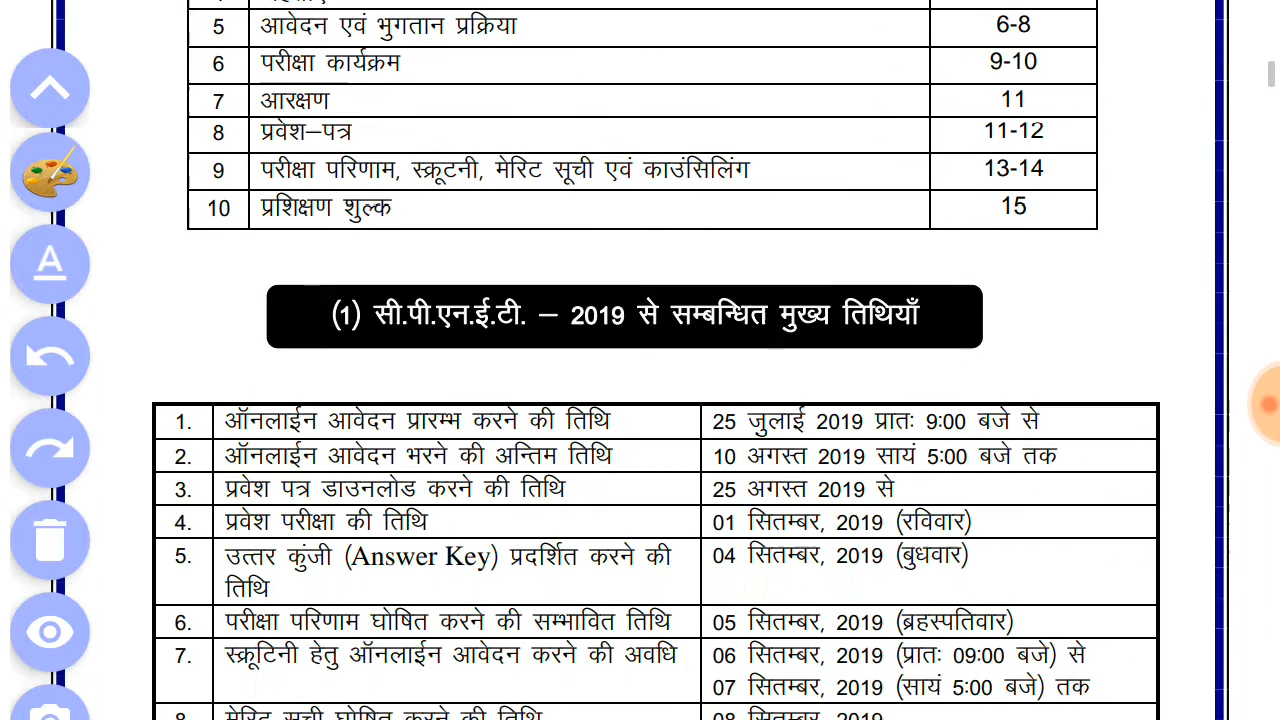 5 आवेदन एवं भुगतान प्रक्रिया 6-8
6 परीक्षा कार्यक्रम 9-10
7 आरक्षण 11
8 प्रवेश–पत्र 11-12
9 परीक्षा परिणाम, स्क्रूटनी, मेरिट सूची एवं काउंसिलिंग 13-14
10 प्रशिक्षण शुल्क 15
(1) सी.पी.एन.ई.टी. – 2019 से सम्बन्धित मुख्य तिथियाँ
1. ऑनलाईन आवेदन प्रारम्भ करने की तिथि 25 जुलाई 2019 प्रातः 9:00 बजे से
2. ऑनलाईन आवेदन भरने की अन्तिम तिथि 10 अगस्त 2019 सायं 5:00 बजे तक
3. प्रवेश पत्र डाउनलोड करने की तिथि 25 अगस्त 2019 से
4. प्रवेश परीक्षा की तिथि 01 सितम्बर, 2019 (रविवार)
5. उत्तर कुंजी (Answer Key) प्रदर्शित करने की 04 सितम्बर, 2019 (बुधवार)
तिथि
6. परीक्षा परिणाम घोषित करने की सम्भावित तिथि 05 सितम्बर, 2019 (ब्रहस्पतिवार)
7. स्क्रूटिनी हेतु ऑनलाईन आवेदन करने की अवधि 06 सितम्बर, 2019 (प्रातः 09:00 बजे) से
07 सितम्बर, 2019 (सायं 5:00 बजे) तक
8. मेरिट सूची घोषित करने की तिथि 08 सितम्बर, 2019
A